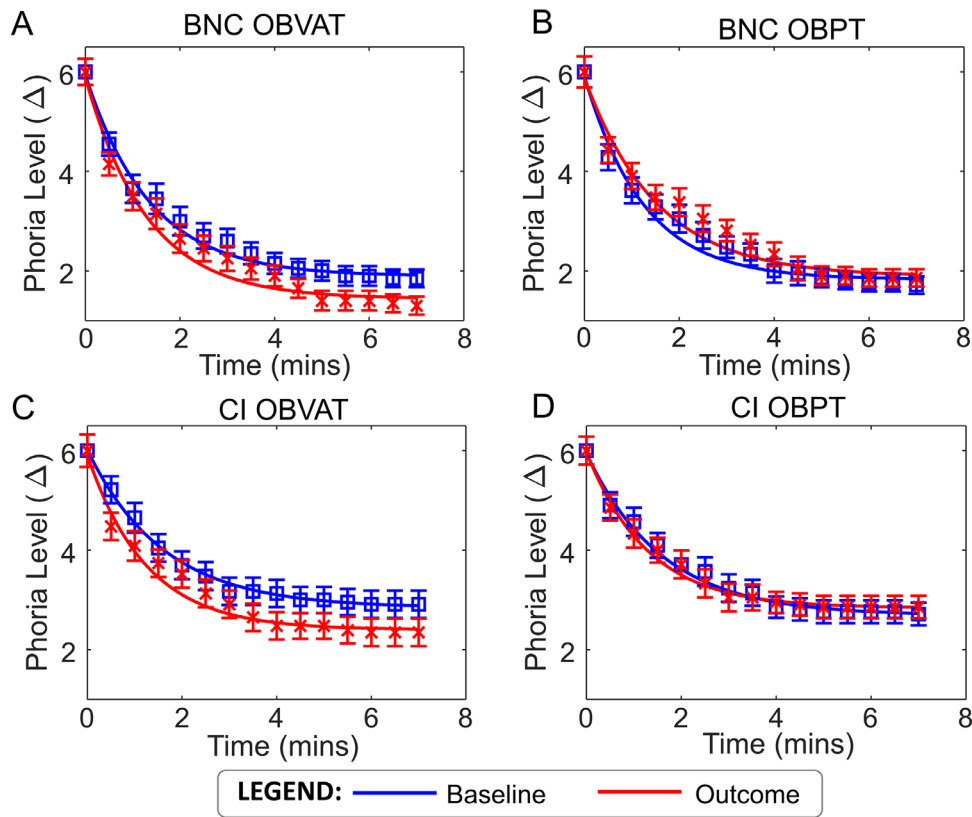 A
BNC OBVAT
Phoria Level ( Δ )
6
4
2
0 2 4 6 8
Time (mins)
B
BNC OBPT
Phoria Level ( Δ )
6
4
2
0 2 4 6 8
Time (mins)
C
CI OBVAT
Phoria Level ( Δ )
6
4
2
0 2 4 6 8
Time (mins)
D
CI OBPT
Phoria Level ( Δ )
6
4
2
0 2 4 6 8
Time (mins)
LEGEND: Baseline Outcome